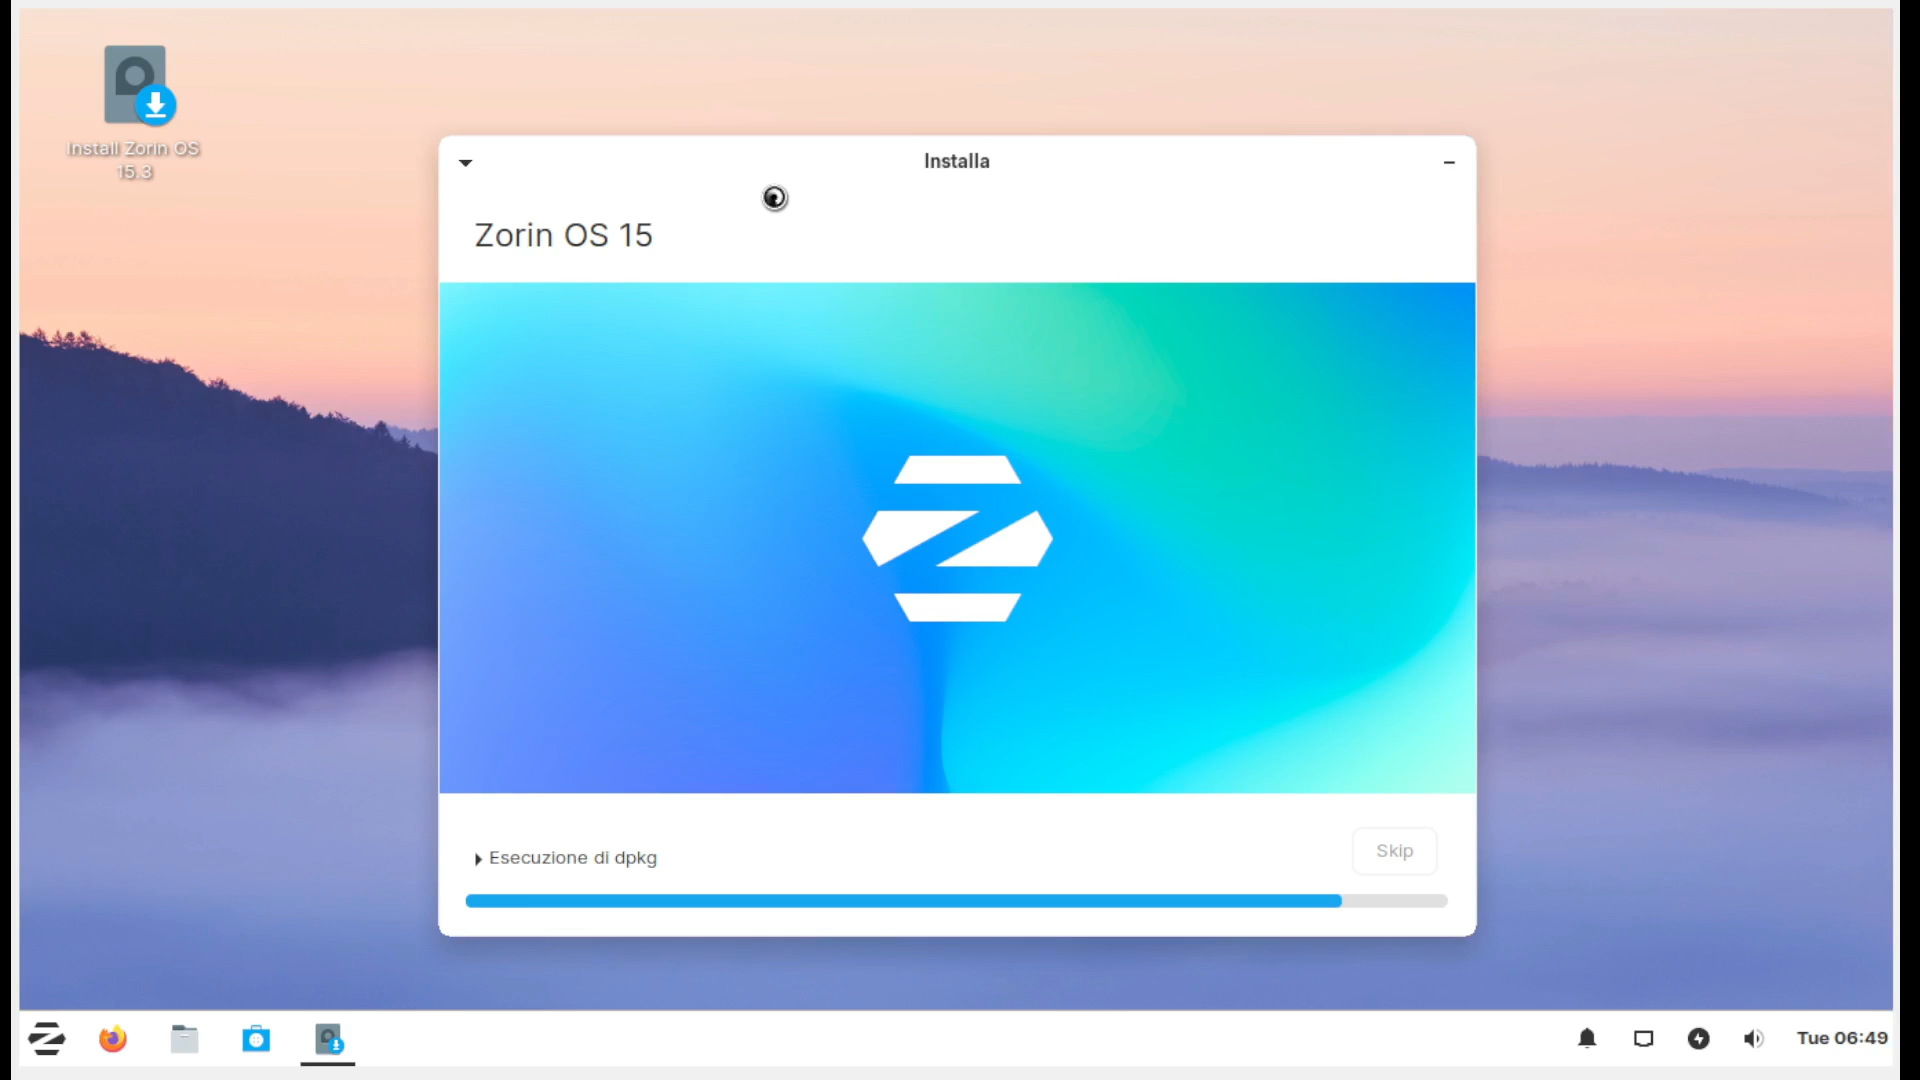 Install Zorin OS
15.3
Installa
Zorin OS 15
Esecuzione di dpkg
Skip
Tue 06:49